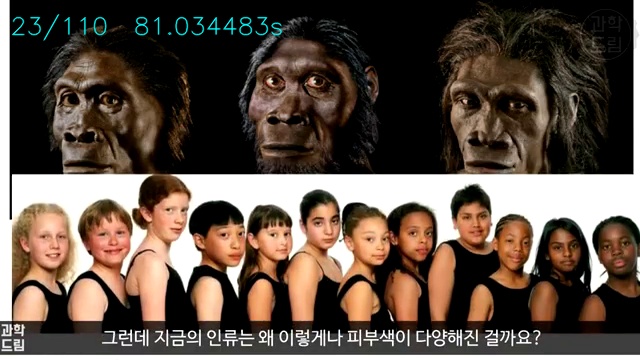 23/110 81.034483s
과학
드림
과학
드림
그런데 지금의 인류는 왜 이렇게나 피부색이 다양해진 걸까요?